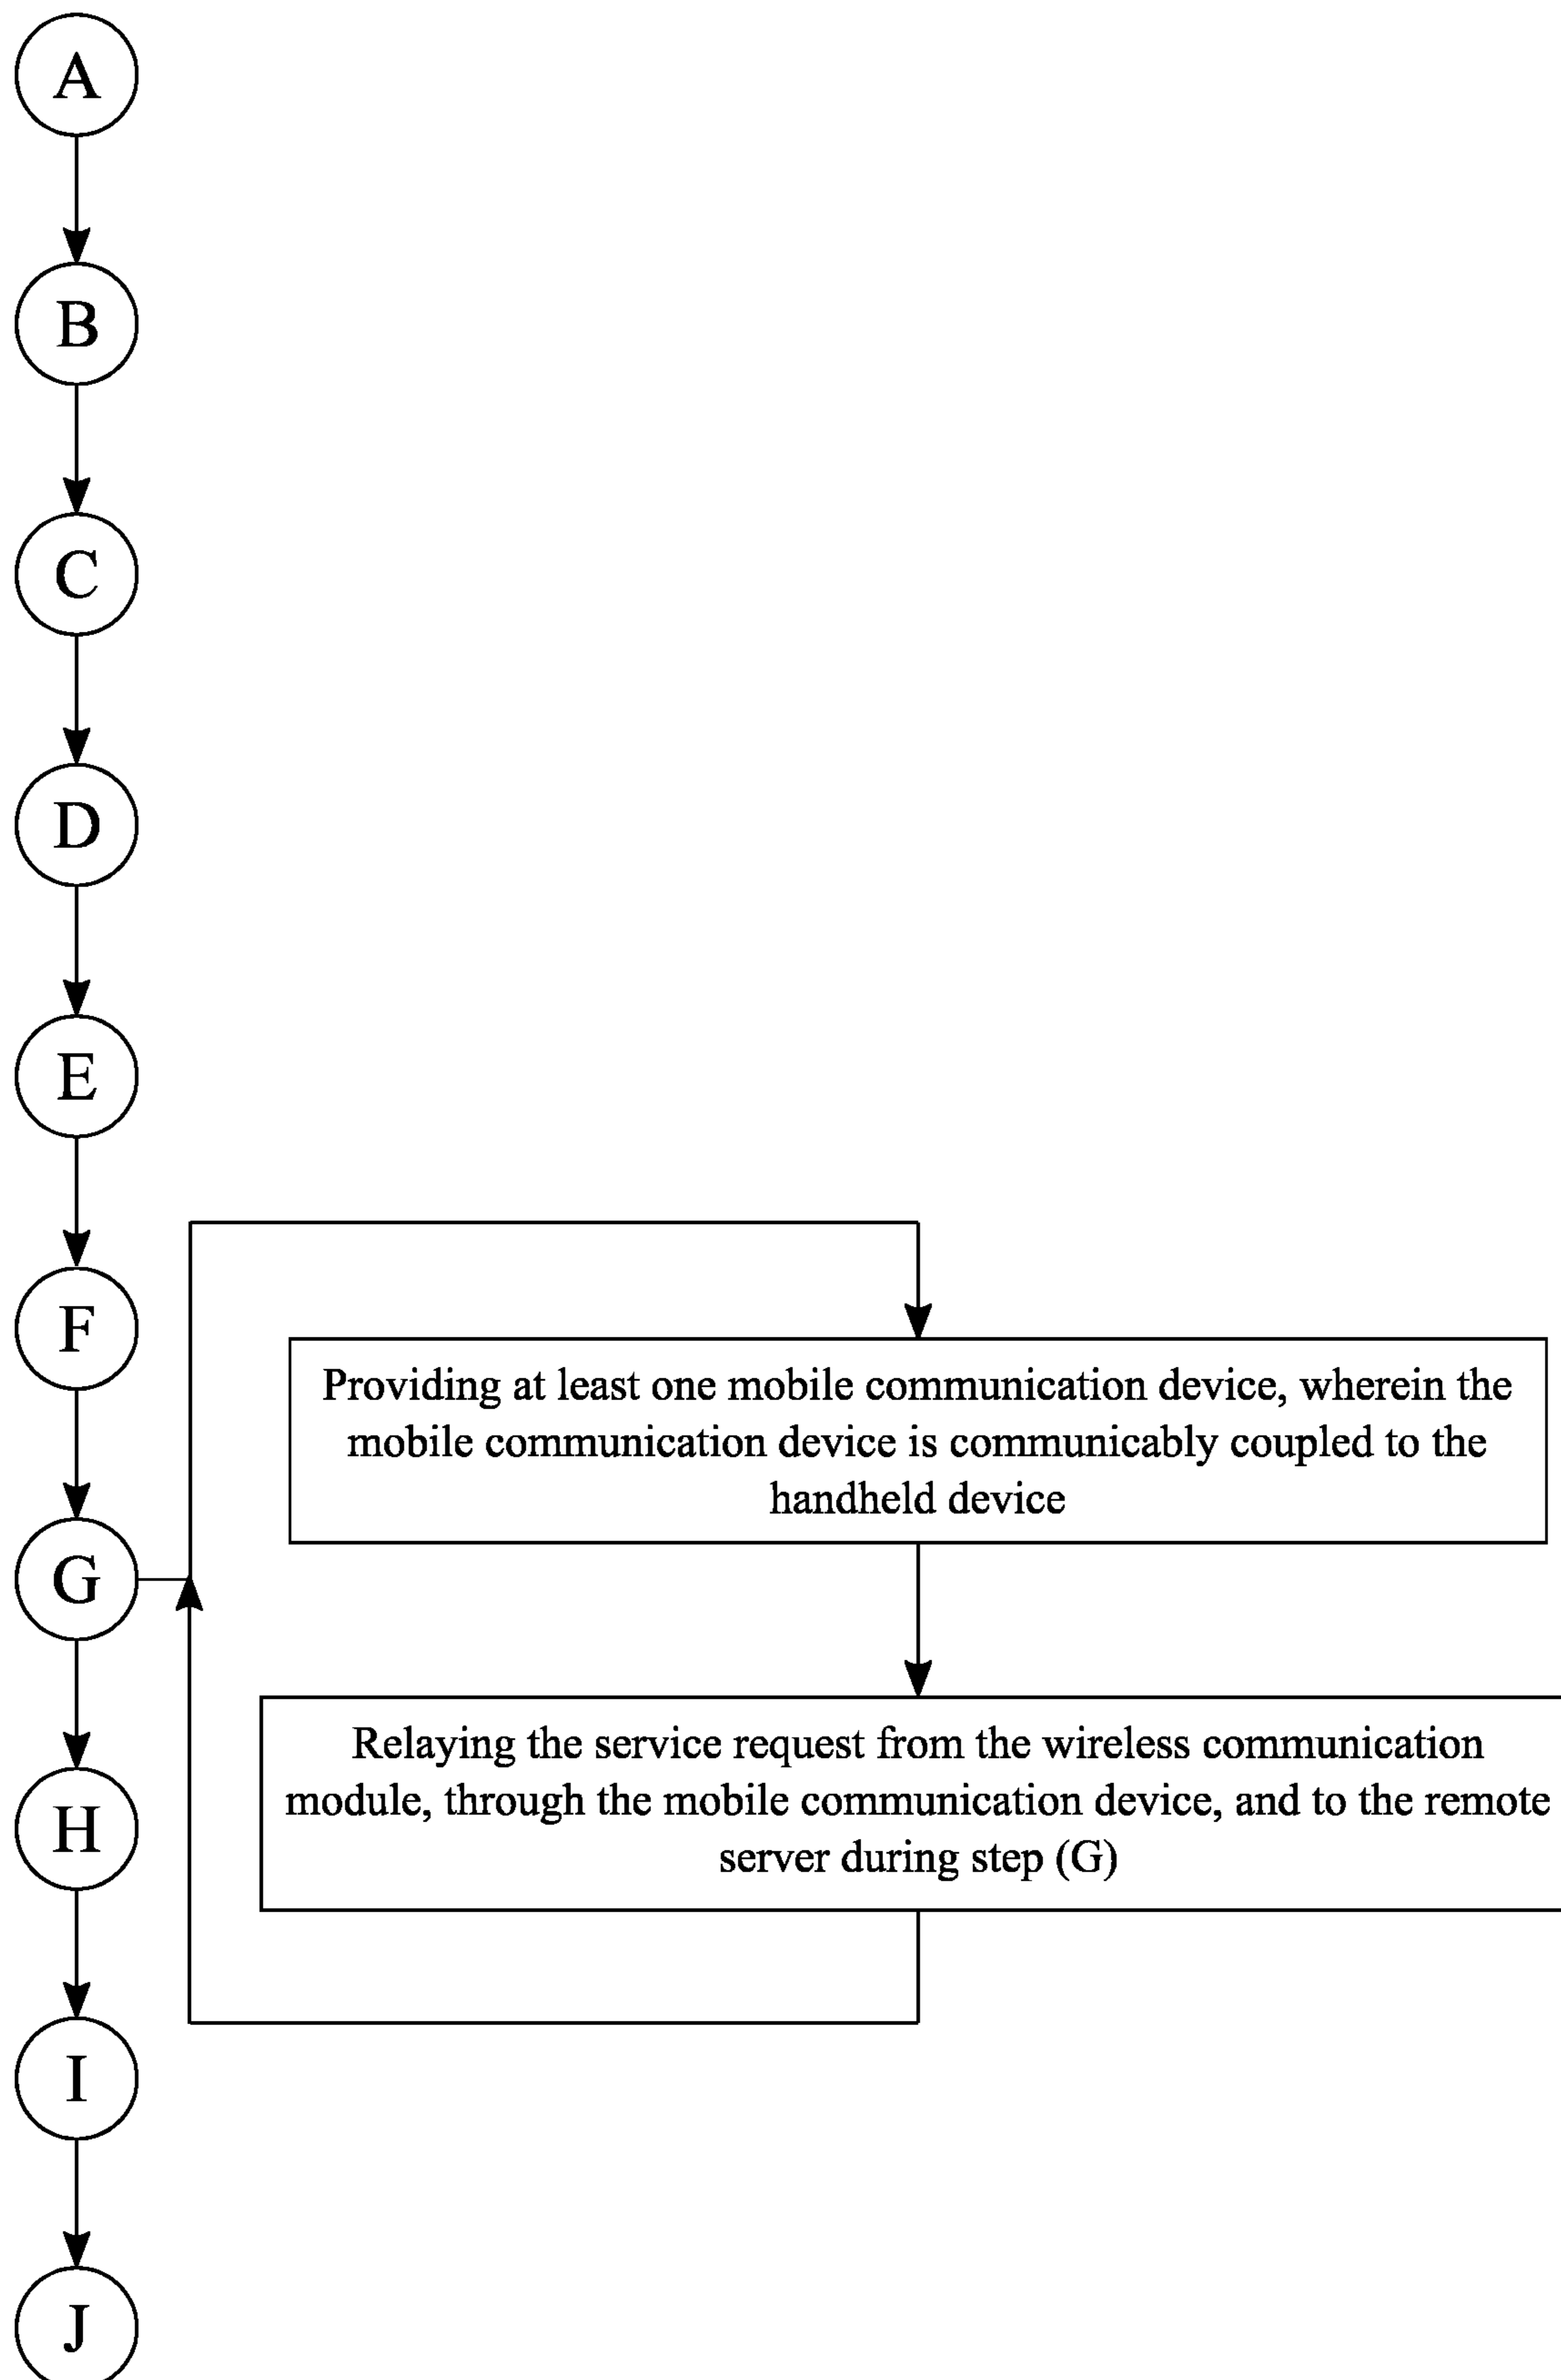 A
B
C
D
E
F
Providing at least one mobile communication device, wherein the
mobile communication device is communicably coupled to the
handheld device
G
Relaying the service request from the wireless communication
module, through the mobile communication device, and to the remote
server during step (G)
H
I
J